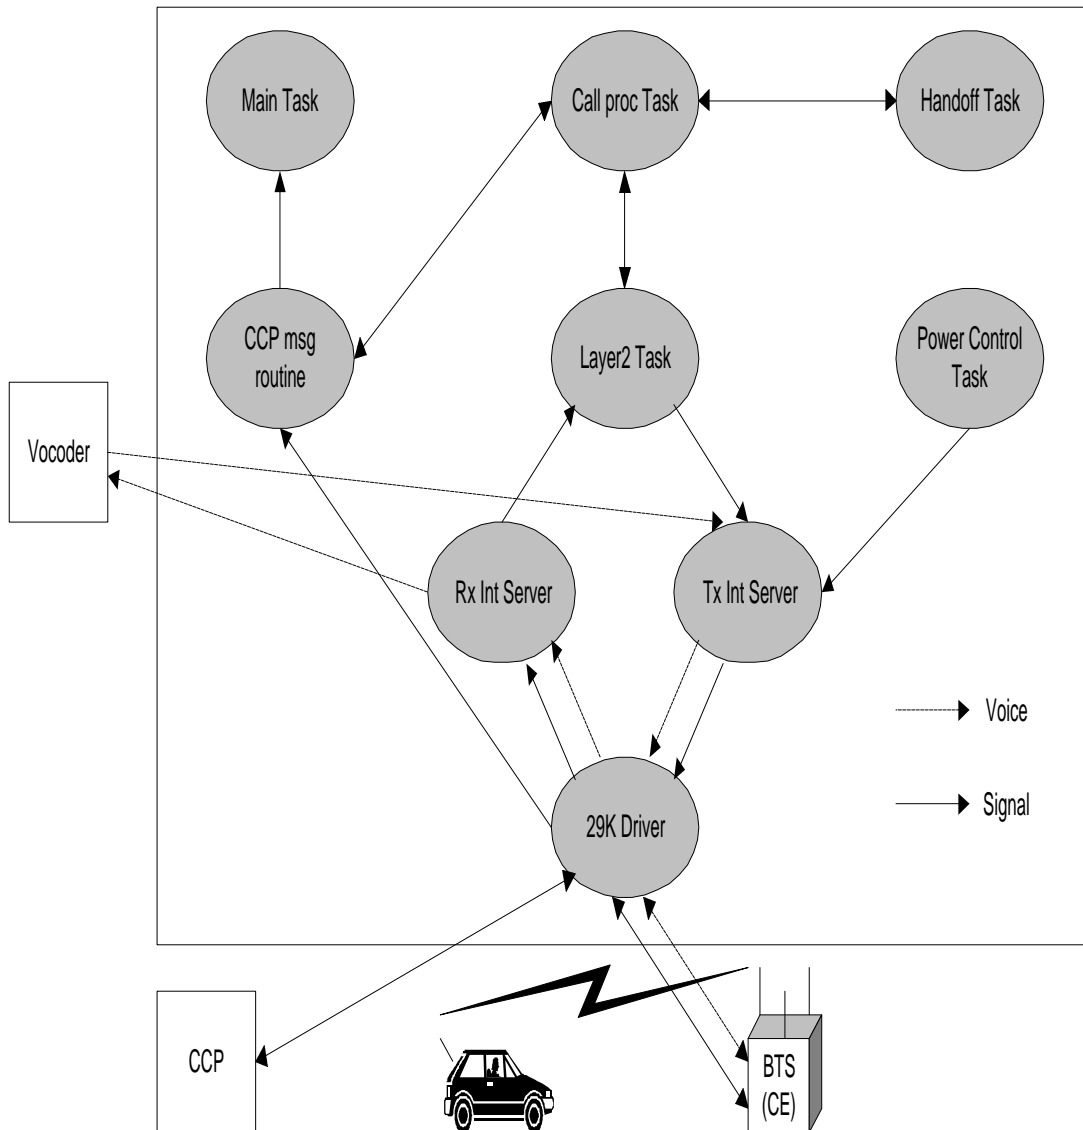 Main Task
Call proc Task
Handoff Task
CCP msg
routine
Layer2 Task
Power Control
Task
Vocoder
Rx Int Server
Tx Int Server
Voice
Signal
29K Driver
CCP
BTS
(CE)